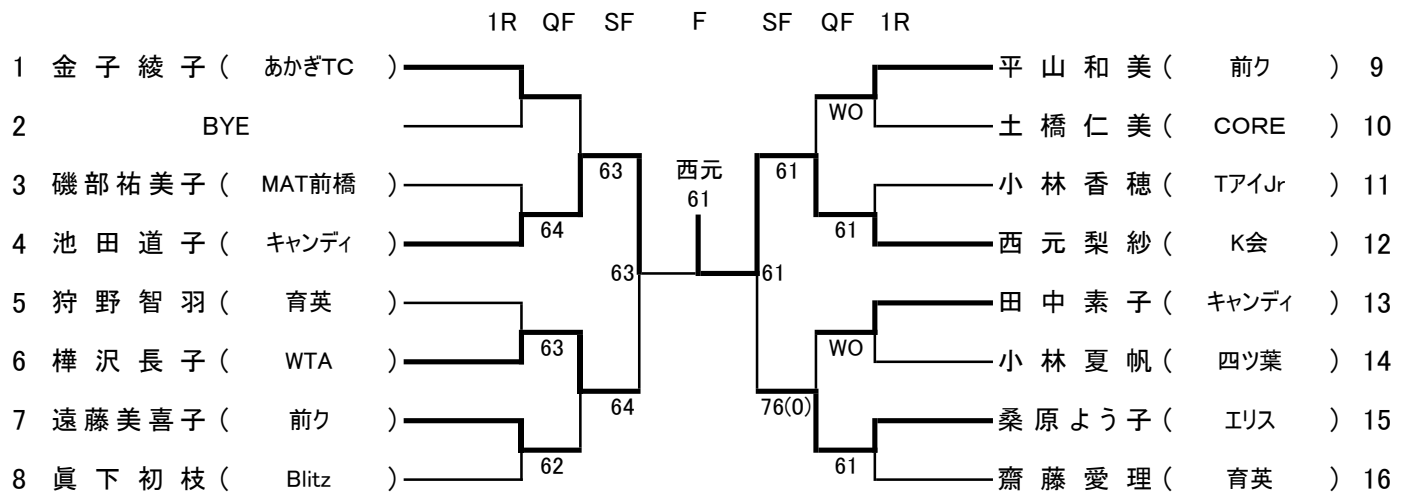 1R QF SF F SF QF 1R
1 金子綾子( あかぎTC ) 平山和美( 前ク ) 9
WO
2 BYE 土橋仁美( CORE ) 10
63 西元 61
3 磯部祐美子( MAT前橋 ) 61 小林香穂( TアイJr ) 11
64 61
4 池田道子( キャンディ ) 西元梨紗( K会 ) 12
63 61
5 狩野智羽( 育英 ) 田中素子( キャンディ ) 13
63 WO
6 樺沢長子( WTA ) 小林夏帆( 四ツ葉 ) 14
64 76(0)
7 遠藤美喜子( 前ク ) 桑原よう子( エリス ) 15
62 61
8 眞下初枝( Blitz ) 齋藤愛理( 育英 ) 16